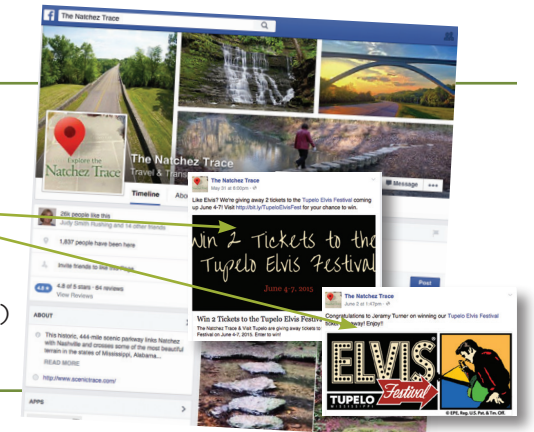 The Natchez Trace
Explore the
Natchez Trace
The Natchez Trace
Travel & Trans
Message
Timeline
Abo
26k people like this
Judy Smith Rushing and 14 other friends
1,837 people have been here
Invite friends to like this Page
4.8 of 5 stars · 84 reviews
View Reviews
ABOUT
This historic, 444-mile scenic parkway links Natchez
with Nashville and crosses some of the most beautiful
terrain in the states of Mississippi, Alabama...
READ MORE
http://www.scenictrace.com/
APPS
Post
The Natchez Trace
May 31 at 8:00pm
Like Elvis? We're giving away 2 tickets to the Tupelo Elvis Festival coming
up June 4-7! Visit http://bit.ly/TupeloElvisFest for your chance to win.
Win 2 Tickets to the
Tupelo Elvis Festival
June 4-7, 2015
Win 2 Tickets to the Tupelo Elvis Festival
The Natchez Trace & Visit Tupelo are giving away tickets to
Festival on June 4-7, 2015. Enter to win!
The Natchez Trace
June 2 at 1:47pm
Congratulations to Jeramy Turner on winning our Tupelo Elvis Festival
ticket giveaway! Enjoy!!
ELVIS
Festival
TUPELO
MISSISSIPPI
© EPE, Reg. U.S. Pat. & Tm. Off.
)